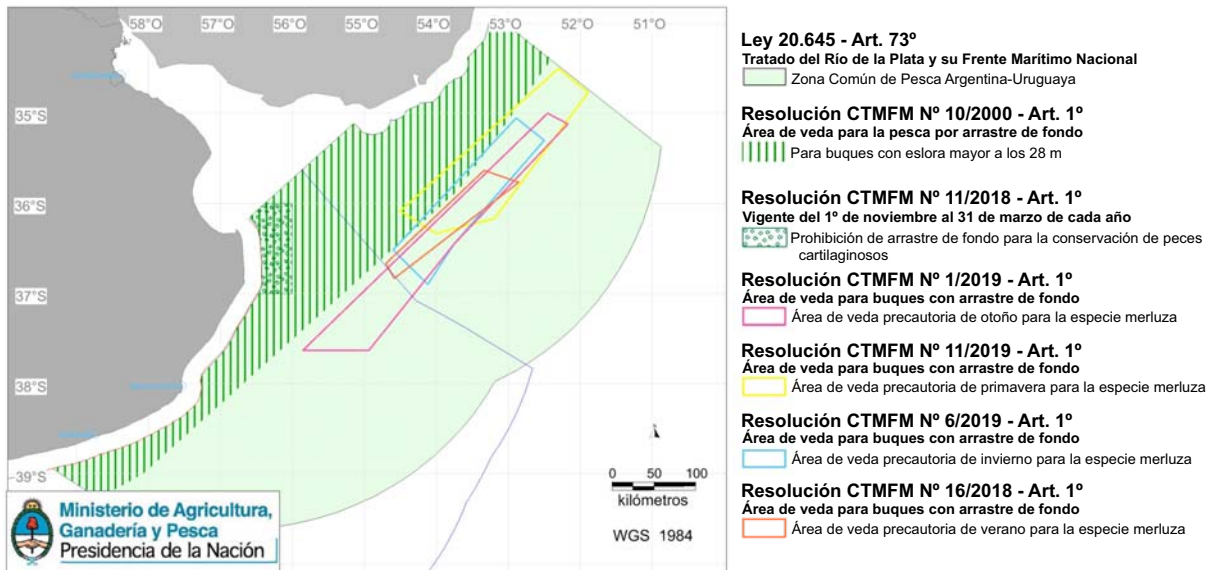 58°O 57°O 56°O 55°O 54°O 53°O 52°O 51°O
35°S
36°S
37°S
38°S
39°S
0 50 100
kilómetros
WGS 1984
Ministerio de Agricultura,
Ganadería y Pesca
Presidencia de la Nación
Ley 20.645 - Art. 73º
Tratado del Río de la Plata y su Frente Marítimo Nacional
Zona Común de Pesca Argentina-Uruguaya
Resolución CTMFM Nº 10/2000 - Art. 1º
Área de veda para la pesca por arrastre de fondo
Para buques con eslora mayor a los 28 m
Resolución CTMFM Nº 11/2018 - Art. 1º
Vigente del 1º de noviembre al 31 de marzo de cada año
Prohibición de arrastre de fondo para la conservación de peces
cartilaginosos
Resolución CTMFM Nº 1/2019 - Art. 1º
Área de veda para buques con arrastre de fondo
Área de veda precautoria de otoño para la especie merluza
Resolución CTMFM Nº 11/2019 - Art. 1º
Área de veda para buques con arrastre de fondo
Área de veda precautoria de primavera para la especie merluza
Resolución CTMFM Nº 6/2019 - Art. 1º
Área de veda para buques con arrastre de fondo
Área de veda precautoria de invierno para la especie merluza
Resolución CTMFM Nº 16/2018 - Art. 1º
Área de veda para buques con arrastre de fondo
Área de veda precautoria de verano para la especie merluza